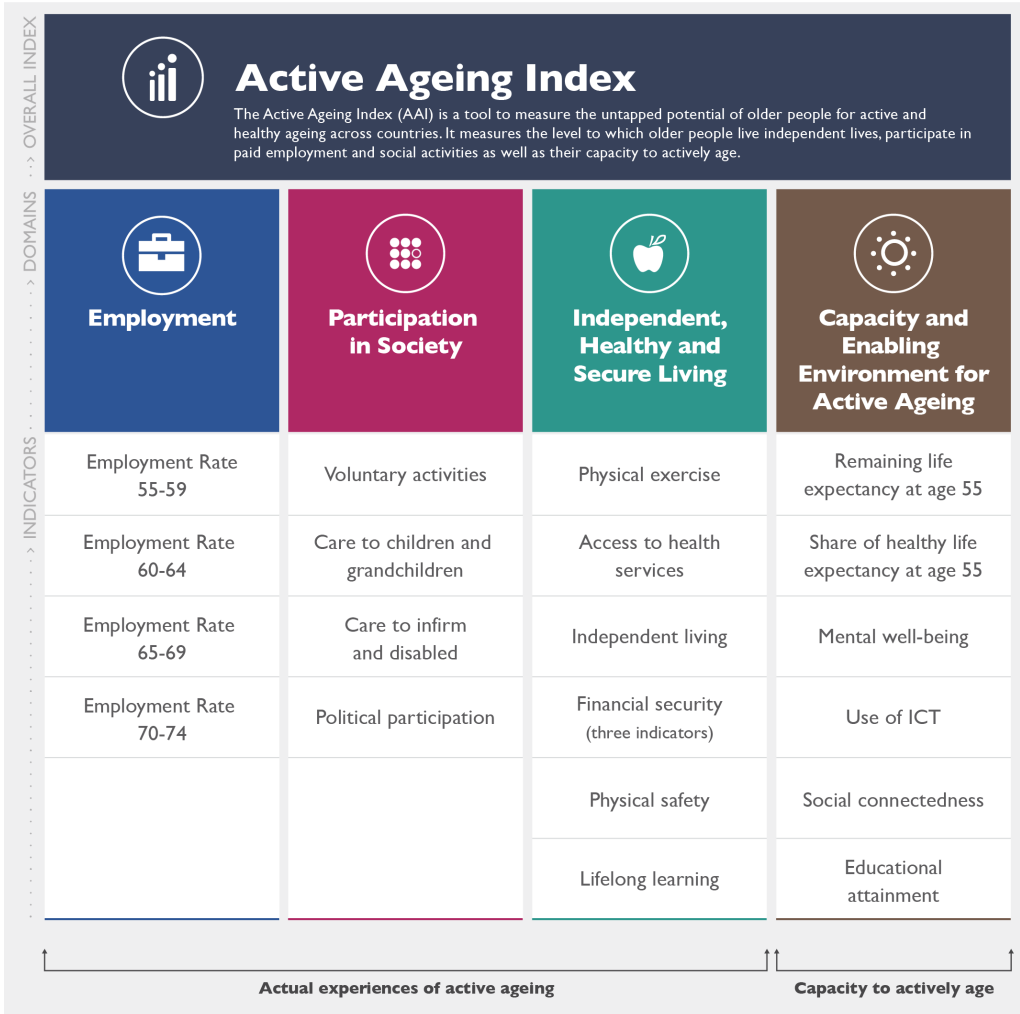 OVERALL INDEX
Active Ageing Index
The Active Ageing Index (AAI) is a tool to measure the untapped potential of older people for active and
healthy ageing across countries. It measures the level to which older people live independent lives, participate in
paid employment and social activities as well as their capacity to actively age.
DOMAINS
Employment
Participation
in Society
Independent,
Healthy and
Secure Living
Capacity and
Enabling
Environment for
Active Ageing
INDICATORS
Employment Rate
55-59
Employment Rate
60-64
Employment Rate
65-69
Employment Rate
70-74
Voluntary activities
Care to children and
grandchildren
Care to infirm
and disabled
Political participation
Physical exercise
Access to health
services
Independent living
Financial security
(three indicators)
Physical safety
Lifelong learning
Remaining life
expectancy at age 55
Share of healthy life
expectancy at age 55
Mental well-being
Use of ICT
Social connectedness
Educational
attainment
Actual experiences of active ageing
Capacity to actively age